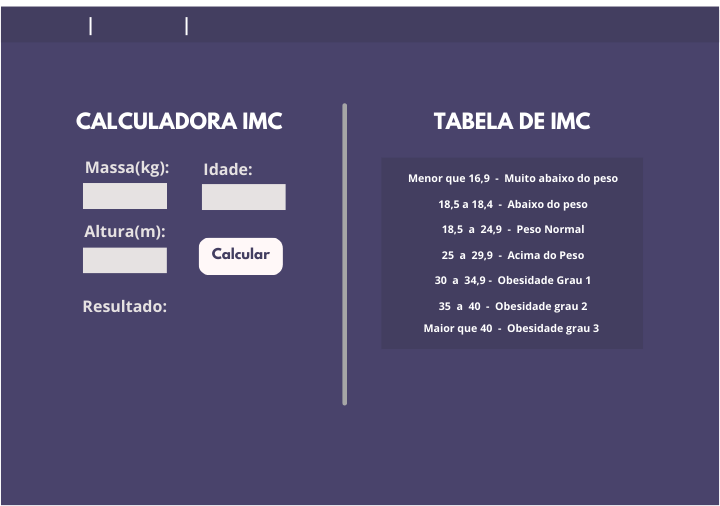 CALCULADORA IMC
Massa(kg):
Idade:
Altura(m):
Calcular
Resultado:
TABELA DE IMC
Menor que 16,9 - Muito abaixo do peso
18,5 a 18,4 - Abaixo do peso
18,5 a 24,9 - Peso Normal
25 a 29,9 - Acima do Peso
30 a 34,9 - Obesidade Grau 1
35 a 40 - Obesidade grau 2
Maior que 40 - Obesidade grau 3